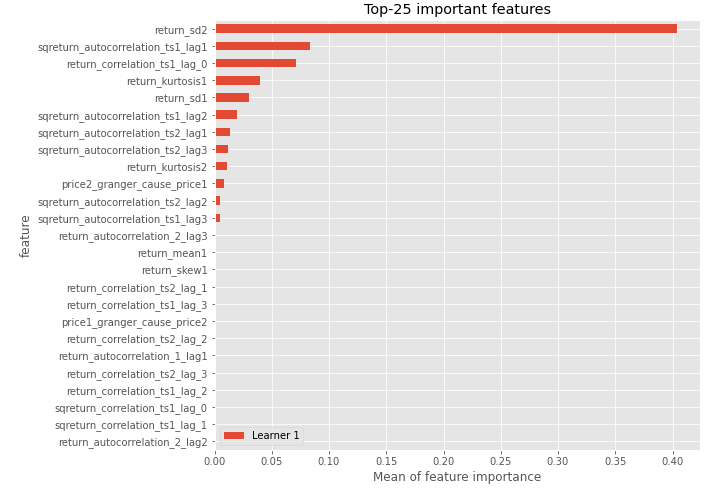 Top-25 important features
return_sd2
sqreturn_autocorrelation_ts1_lag1
return_correlation_ts1_lag_0
return_kurtosis1
return_sd1
sqreturn_autocorrelation_ts1_lag2
sqreturn_autocorrelation_ts2_lag1
sqreturn_autocorrelation_ts2_lag3
return_kurtosis2
price2_granger_cause_price1
sqreturn_autocorrelation_ts2_lag2
sqreturn_autocorrelation_ts1_lag3
return_autocorrelation_2_lag3
return_mean1
return_skew1
return_correlation_ts2_lag_1
return_correlation_ts1_lag_3
price1_granger_cause_price2
return_correlation_ts2_lag_2
return_autocorrelation_1_lag1
return_correlation_ts2_lag_3
return_correlation_ts1_lag_2
sqreturn_correlation_ts1_lag_0
sqreturn_correlation_ts1_lag_1
return_autocorrelation_2_lag2
feature
Learner 1
0.00 0.05 0.10 0.15 0.20 0.25 0.30 0.35 0.40
Mean of feature importance